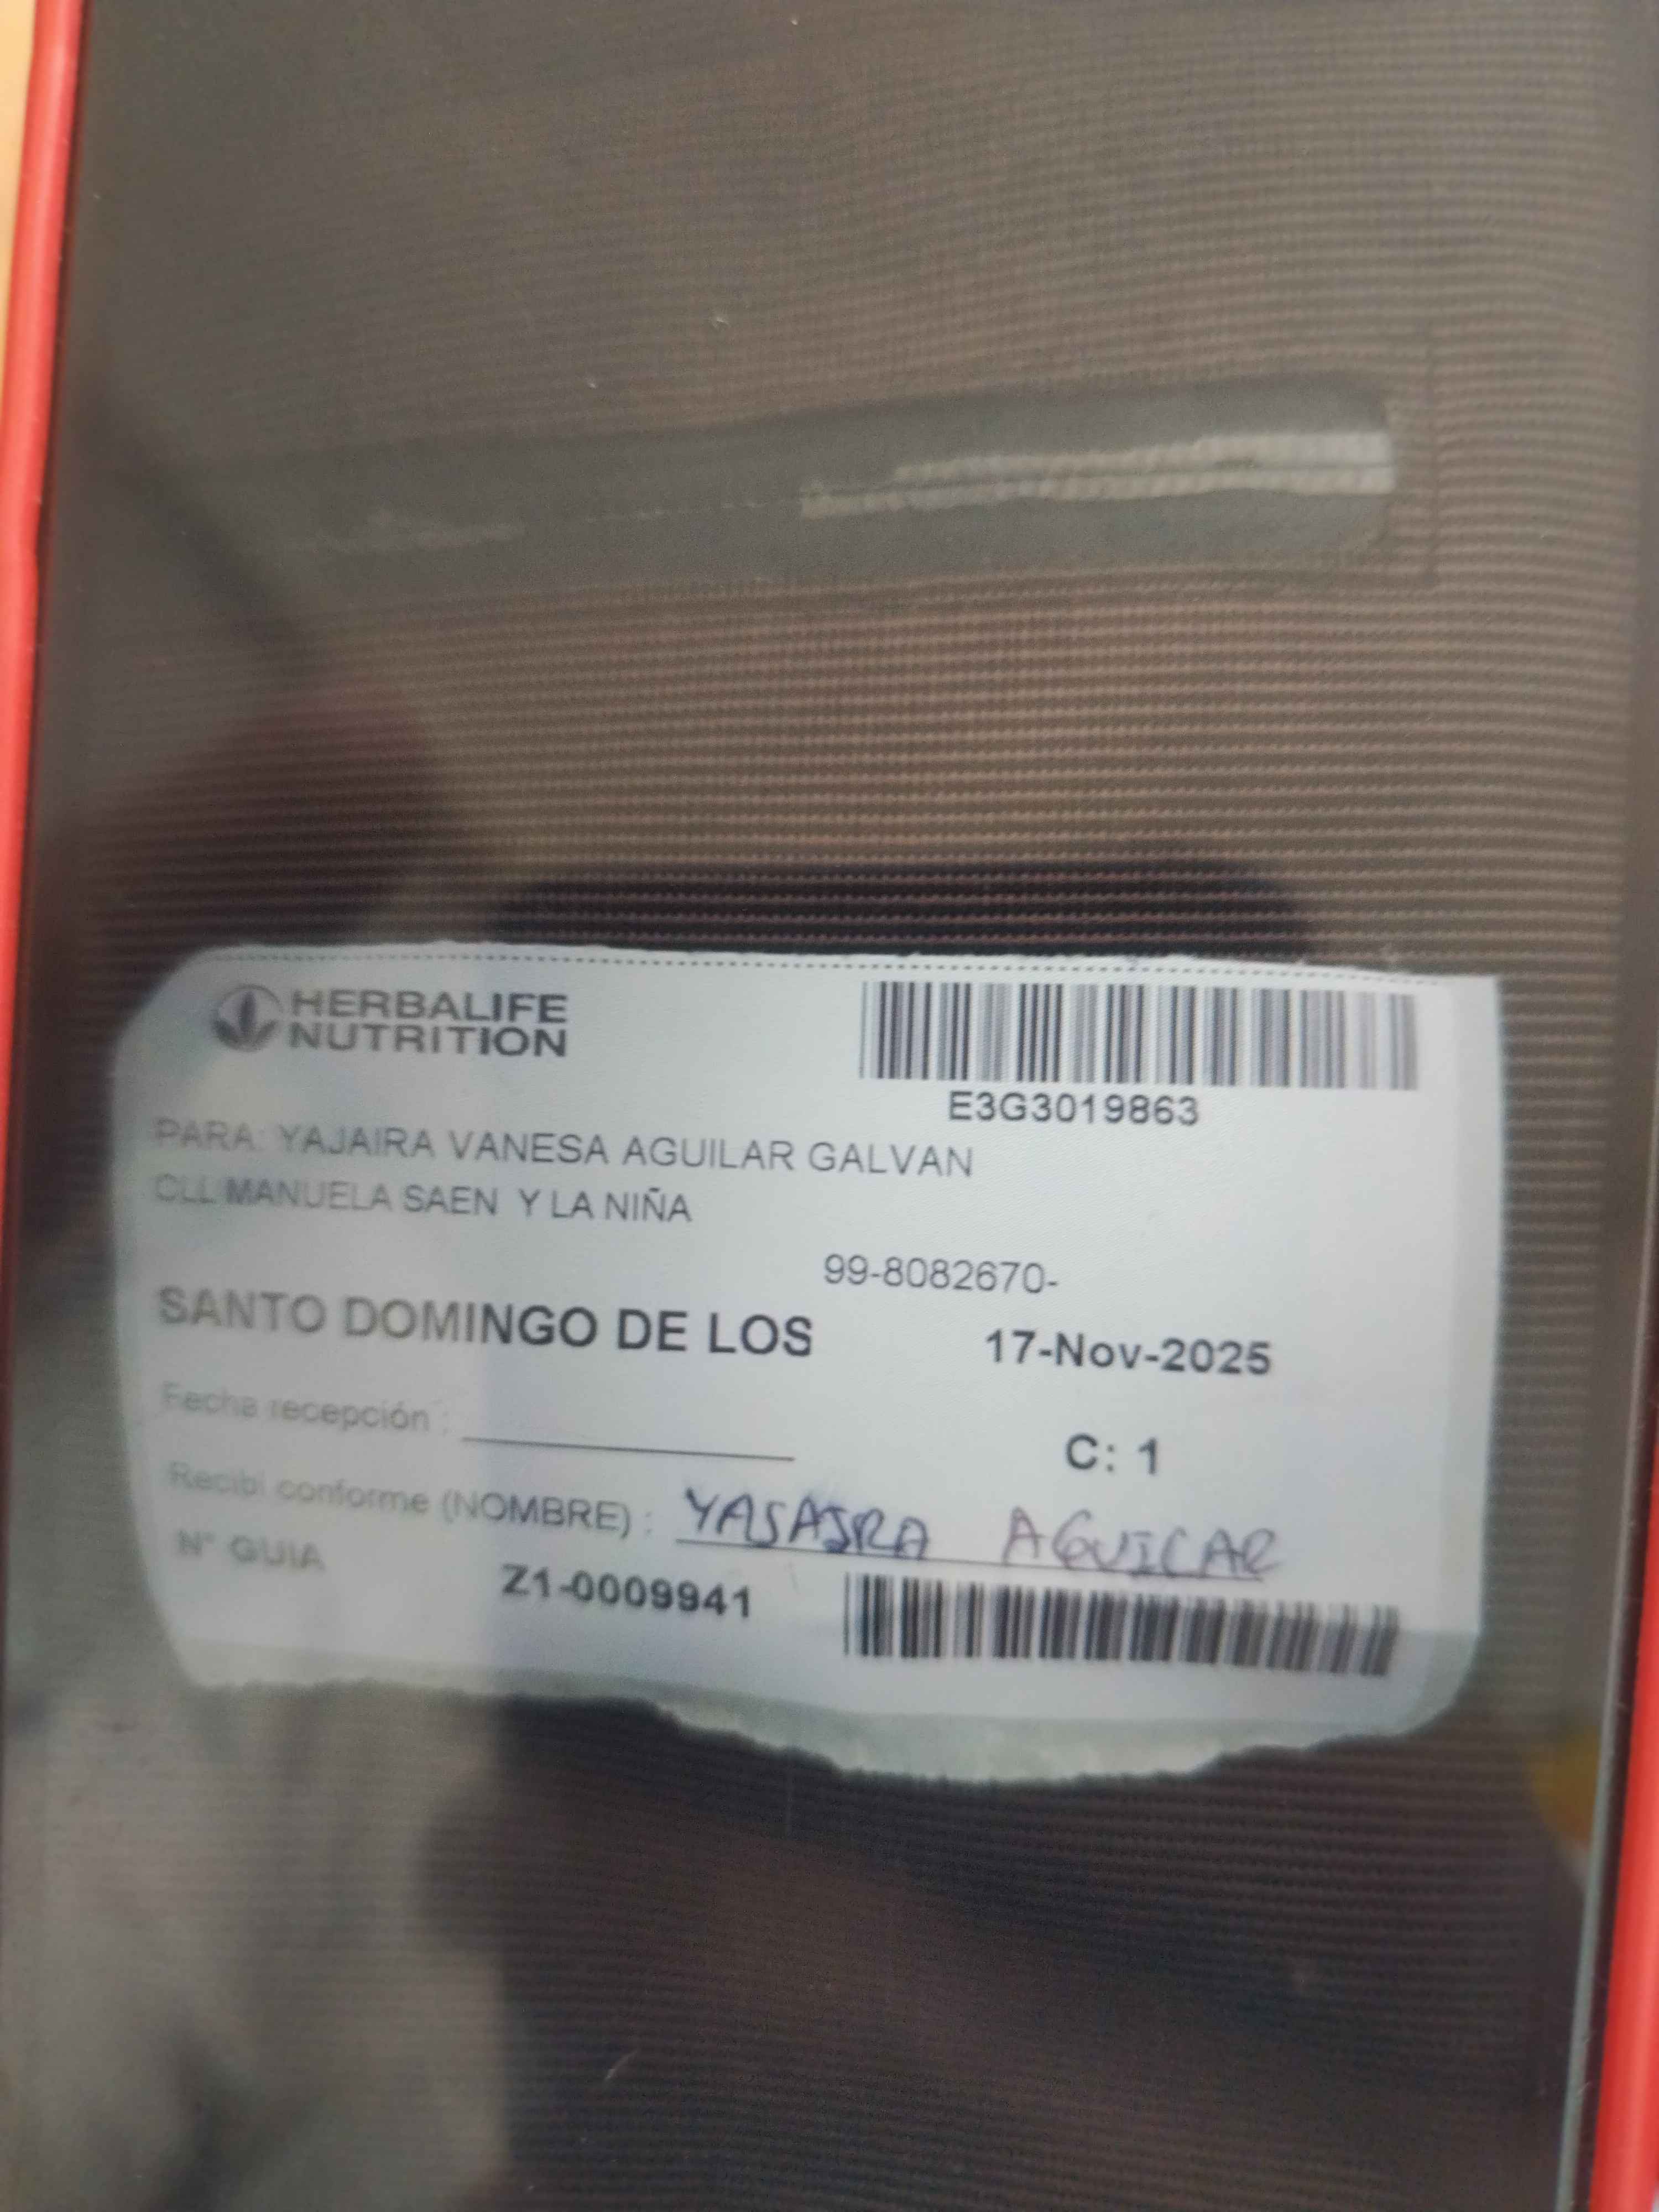 HERBALIFE
NUTRITION
E3G3019863
PARA: YAJAIRA VANESA AGUILAR GALVAN
CLL MANUELA SAEN Y LA NIÑA
99-8082670-
SANTO DOMINGO DE LOS
17-Nov-2025
Fecha recepción :
C: 1
Recibi conforme (NOMBRE) : YAJAJRA AGUILAR
N° GUIA
Z1-0009941